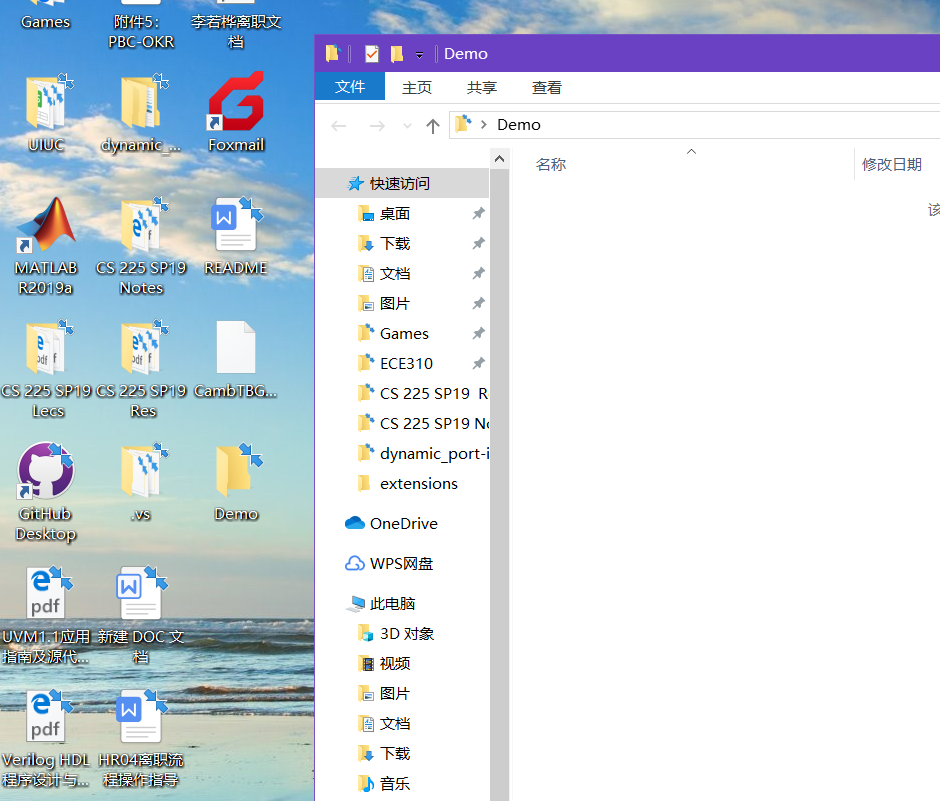 Games
附件5：
PBC-OKR
李若桦离职文
档
UIUC
dynamic_...
Foxmail
MATLAB
R2019a
CS 225 SP19
Notes
README
CS 225 SP19
Lecs
CS 225 SP19
Res
CambTBG...
GitHub
Desktop
.vs
Demo
UVM1.1应用
指南及源代...
新建 DOC 文
档
Verilog HDL
程序设计与...
HR04离职流
程操作指导
Demo
文件 主页 共享 查看
Demo
名称 修改日期
该
快速访问
桌面
下载
文档
图片
Games
ECE310
CS 225 SP19 R
CS 225 SP19 No
dynamic_port-i
extensions
OneDrive
WPS网盘
此电脑
3D 对象
视频
图片
文档
下载
音乐